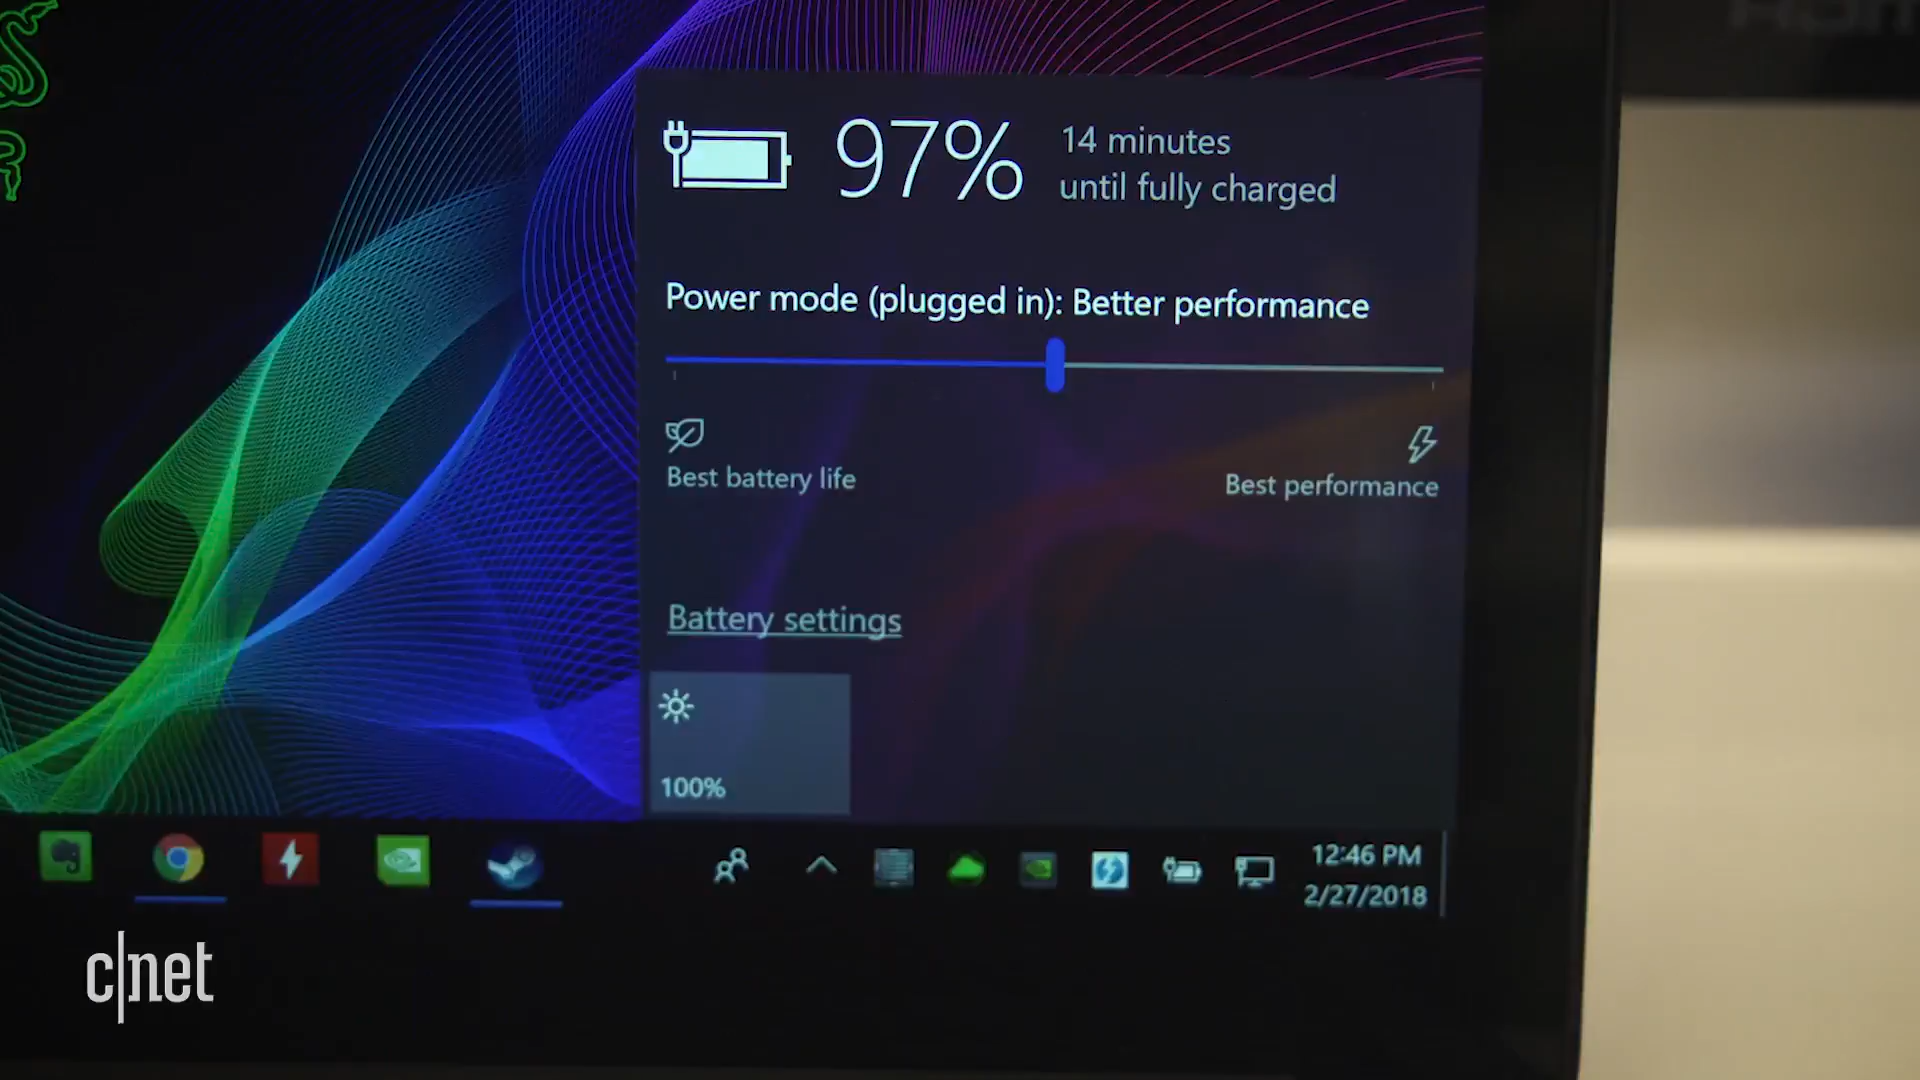 97%
14 minutes
until fully charged
Power mode (plugged in): Better performance
Best battery life
Best performance
Battery settings
100%
12:46 PM
2/27/2018
c|net